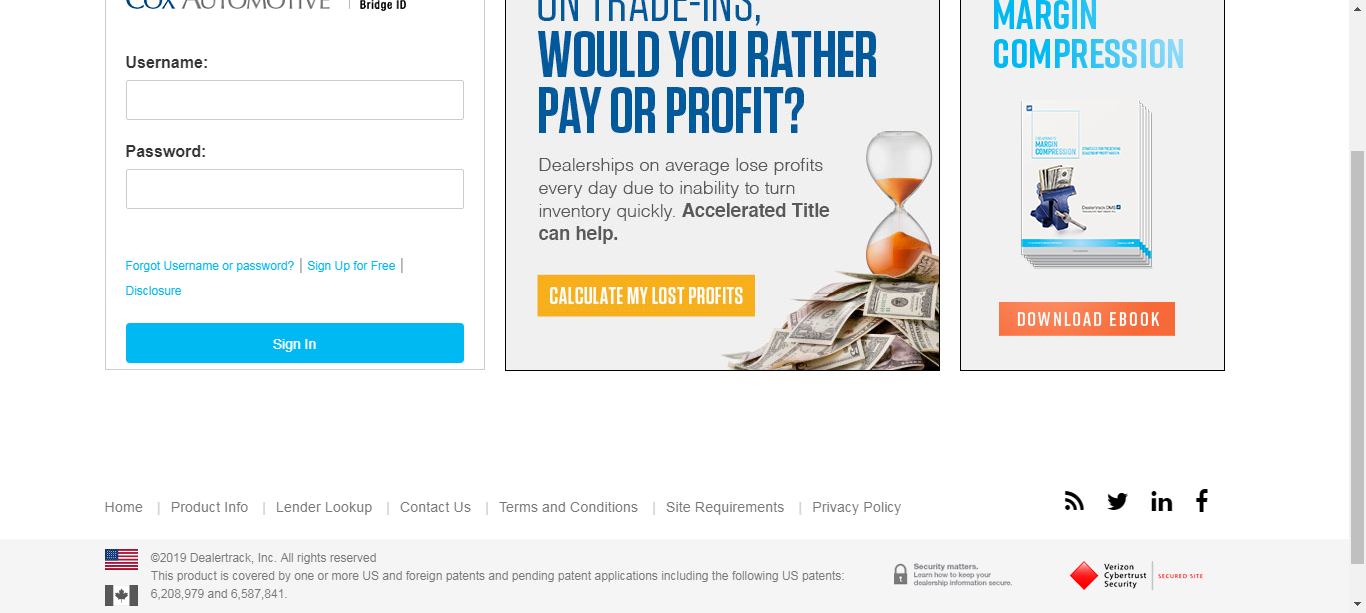 COX AUTOMOTIVE | Bridge ID
Username:
Password:
Forgot Username or password? | Sign Up for Free |
Disclosure
Sign In
ON TRADE-INS,
WOULD YOU RATHER
PAY OR PROFIT?
Dealerships on average lose profits
every day due to inability to turn
inventory quickly. Accelerated Title
can help.
CALCULATE MY LOST PROFITS
MARGIN
COMPRESSION
MARGIN
COMPRESSION
Dealertrack DMS
DOWNLOAD EBOOK
Home | Product Info | Lender Lookup | Contact Us | Terms and Conditions | Site Requirements | Privacy Policy
©2019 Dealertrack, Inc. All rights reserved
This product is covered by one or more US and foreign patents and pending patent applications including the following US patents:
6,208,979 and 6,587,841.
Security matters.
Learn how to keep your
dealership information secure.
Verizon
Cybertrust
Security
SECURED SITE